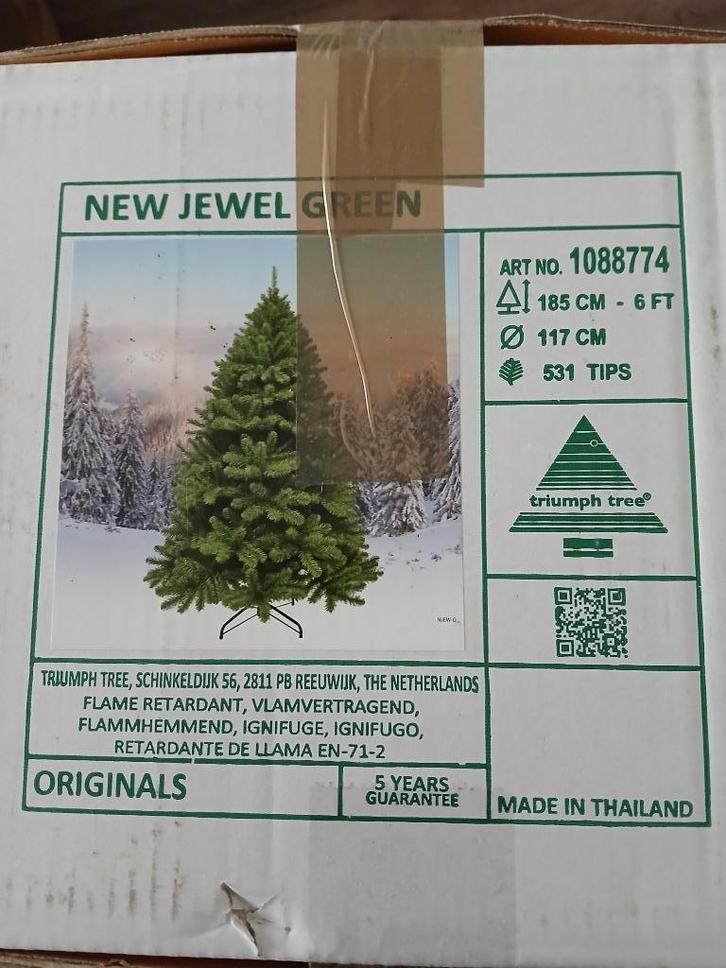 NEW JEWEL GREEN
ART NO. 1088774
185 CM - 6 FT
117 CM
531 TIPS
triumph tree®
TRIUMPH TREE, SCHINKELDIJK 56, 2811 PB REEUWIJK, THE NETHERLANDS
FLAME RETARDANT, VLAMVERTRAGEND,
FLAMMHEMMEND, IGNIFUGE, IGNIFUGO,
RETARDANTE DE LLAMA EN-71-2
ORIGINALS
5 YEARS
GUARANTEE
MADE IN THAILAND